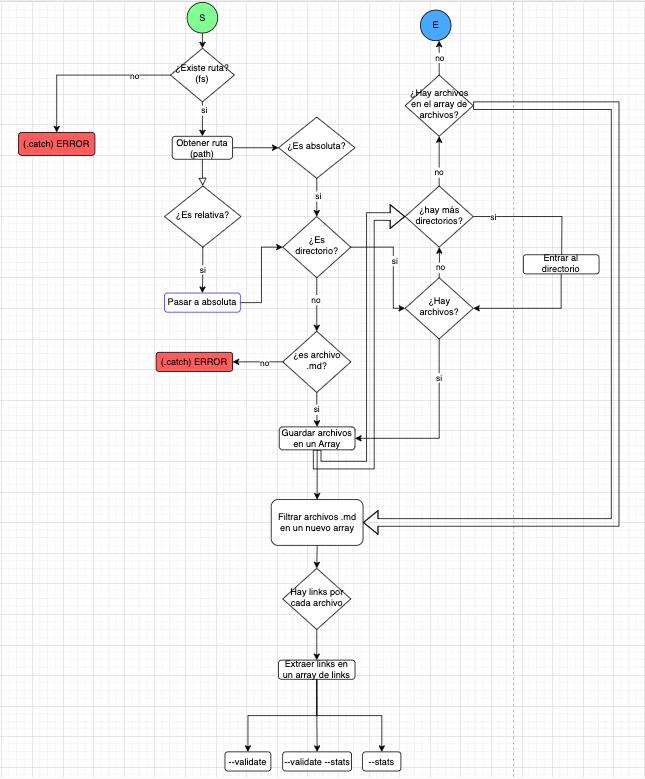 S
E
¿Existe ruta?
(fs)
no
si
(.catch) ERROR
Obtener ruta
(path)
¿Es absoluta?
¿Es relativa?
si
si
Pasar a absoluta
¿Es
directorio?
si
no
¿es archivo
.md?
no
(.catch) ERROR
si
Guardar archivos
en un Array
no
¿Hay archivos
en el array de
archivos?
no
¿hay más
directorios?
si
Entrar al
directorio
no
¿Hay
archivos?
si
Filtrar archivos .md
en un nuevo array
Hay links por
cada archivo
Extraer links en
un array de links
--validate
--validate --stats
--stats